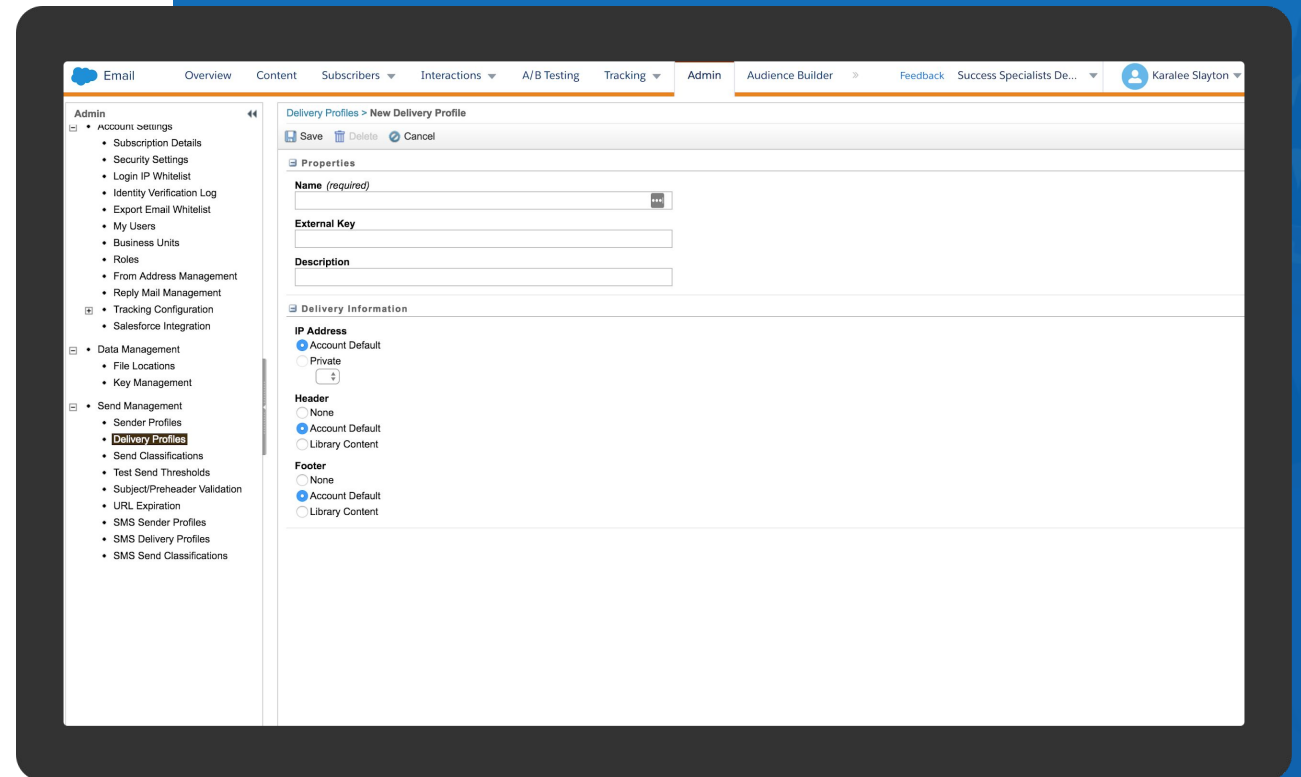 Email Overview Content Subscribers Interactions A/B Testing Tracking Admin Audience Builder » Feedback Success Specialists De... Karalee Slayton
Admin
Account Settings
Subscription Details
Security Settings
Login IP Whitelist
Identity Verification Log
Export Email Whitelist
My Users
Business Units
Roles
From Address Management
Reply Mail Management
Tracking Configuration
Salesforce Integration
Data Management
File Locations
Key Management
Send Management
Sender Profiles
Delivery Profiles
Send Classifications
Test Send Thresholds
Subject/Preheader Validation
URL Expiration
SMS Sender Profiles
SMS Delivery Profiles
SMS Send Classifications
Delivery Profiles > New Delivery Profile
Save Delete Cancel
Properties
Name (required)
External Key
Description
Delivery Information
IP Address
Account Default
Private
Header
None
Account Default
Library Content
Footer
None
Account Default
Library Content